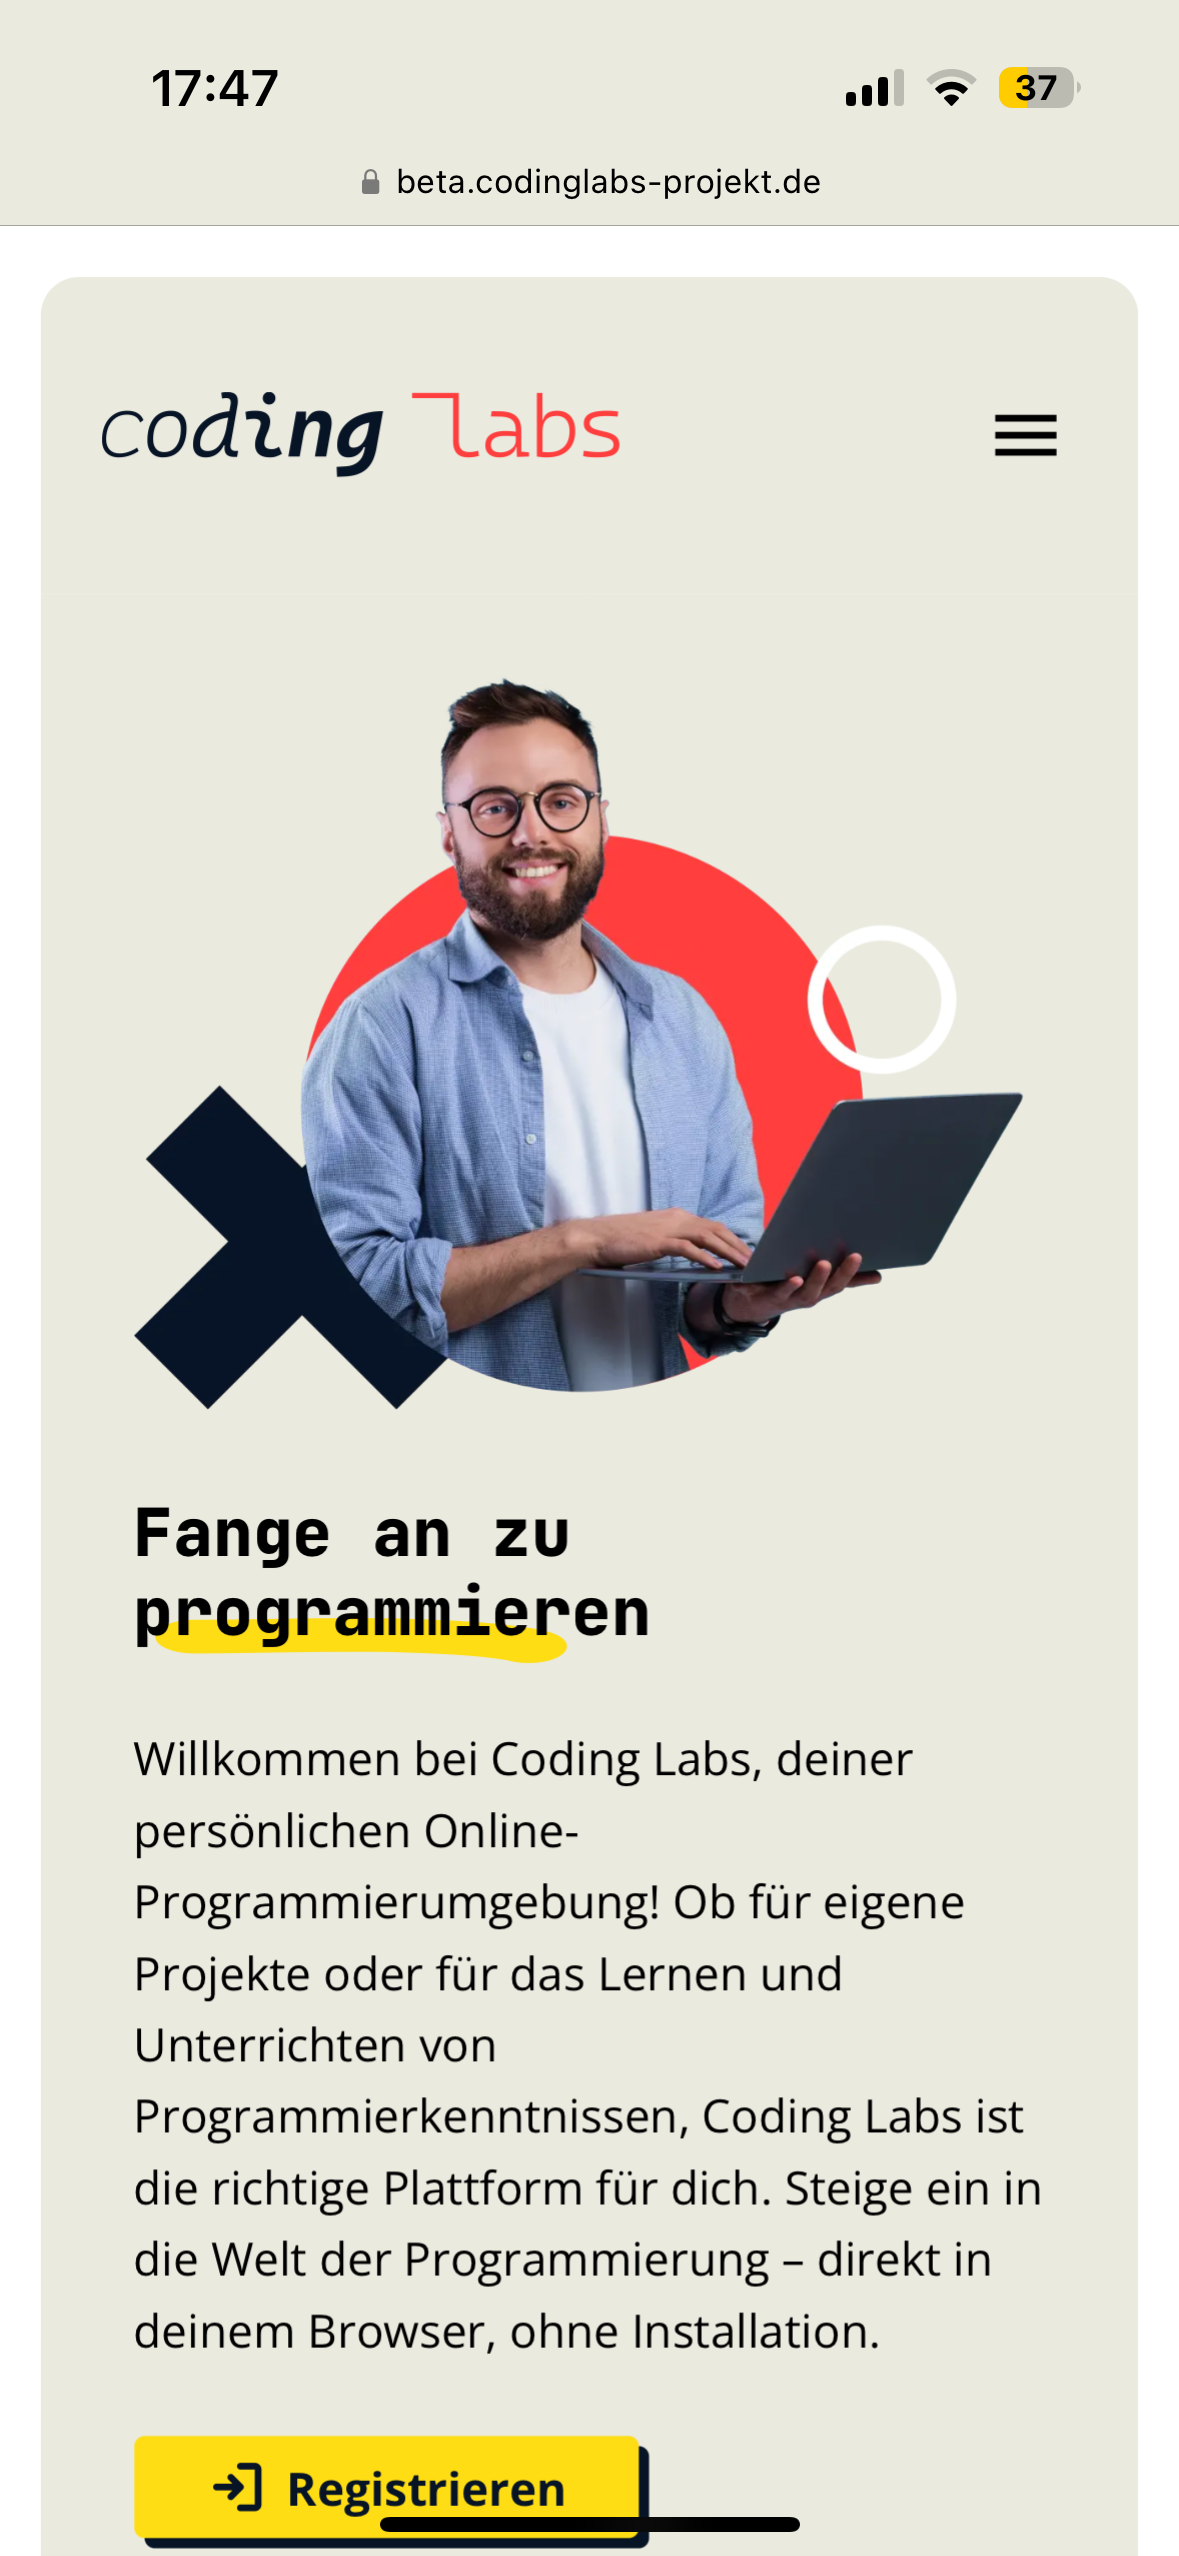 17:47
37
beta.codinglabs-projekt.de
coding labs
Fange an zu
programmieren
Willkommen bei Coding Labs, deiner
persönlichen Online-
Programmierumgebung! Ob für eigene
Projekte oder für das Lernen und
Unterrichten von
Programmierkenntnissen, Coding Labs ist
die richtige Plattform für dich. Steige ein in
die Welt der Programmierung – direkt in
deinem Browser, ohne Installation.
Registrieren